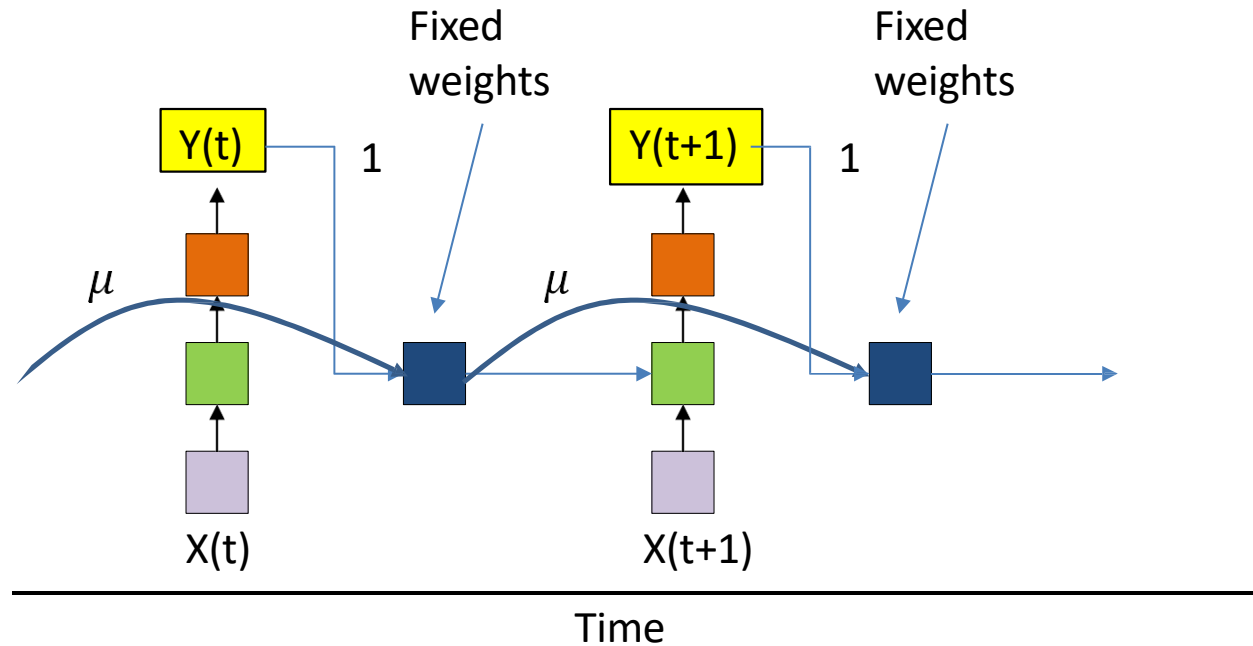 Fixed
weights
Fixed
weights
Y(t)
1
Y(t+1)
1
μ
μ
X(t)
X(t+1)
Time